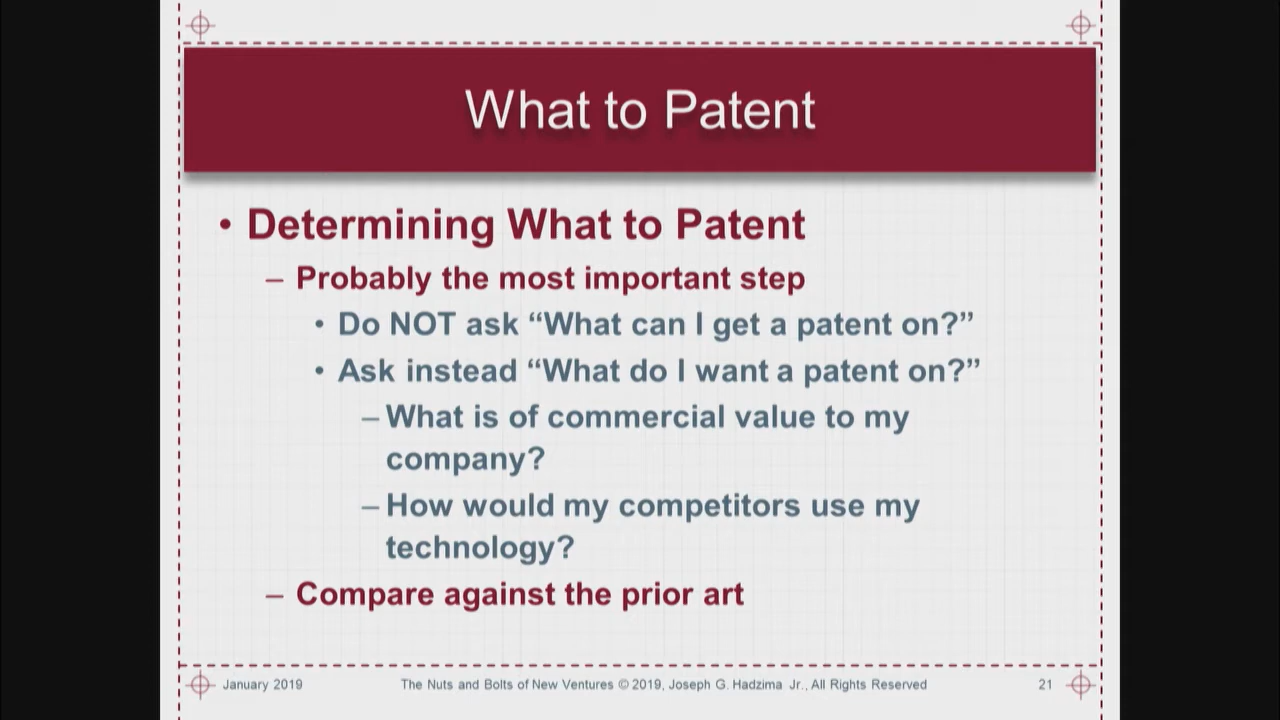 What to Patent
• Determining What to Patent
– Probably the most important step
• Do NOT ask “What can I get a patent on?”
• Ask instead “What do I want a patent on?”
– What is of commercial value to my
company?
– How would my competitors use my
technology?
– Compare against the prior art
January 2019 The Nuts and Bolts of New Ventures © 2019, Joseph G. Hadzima Jr., All Rights Reserved 21